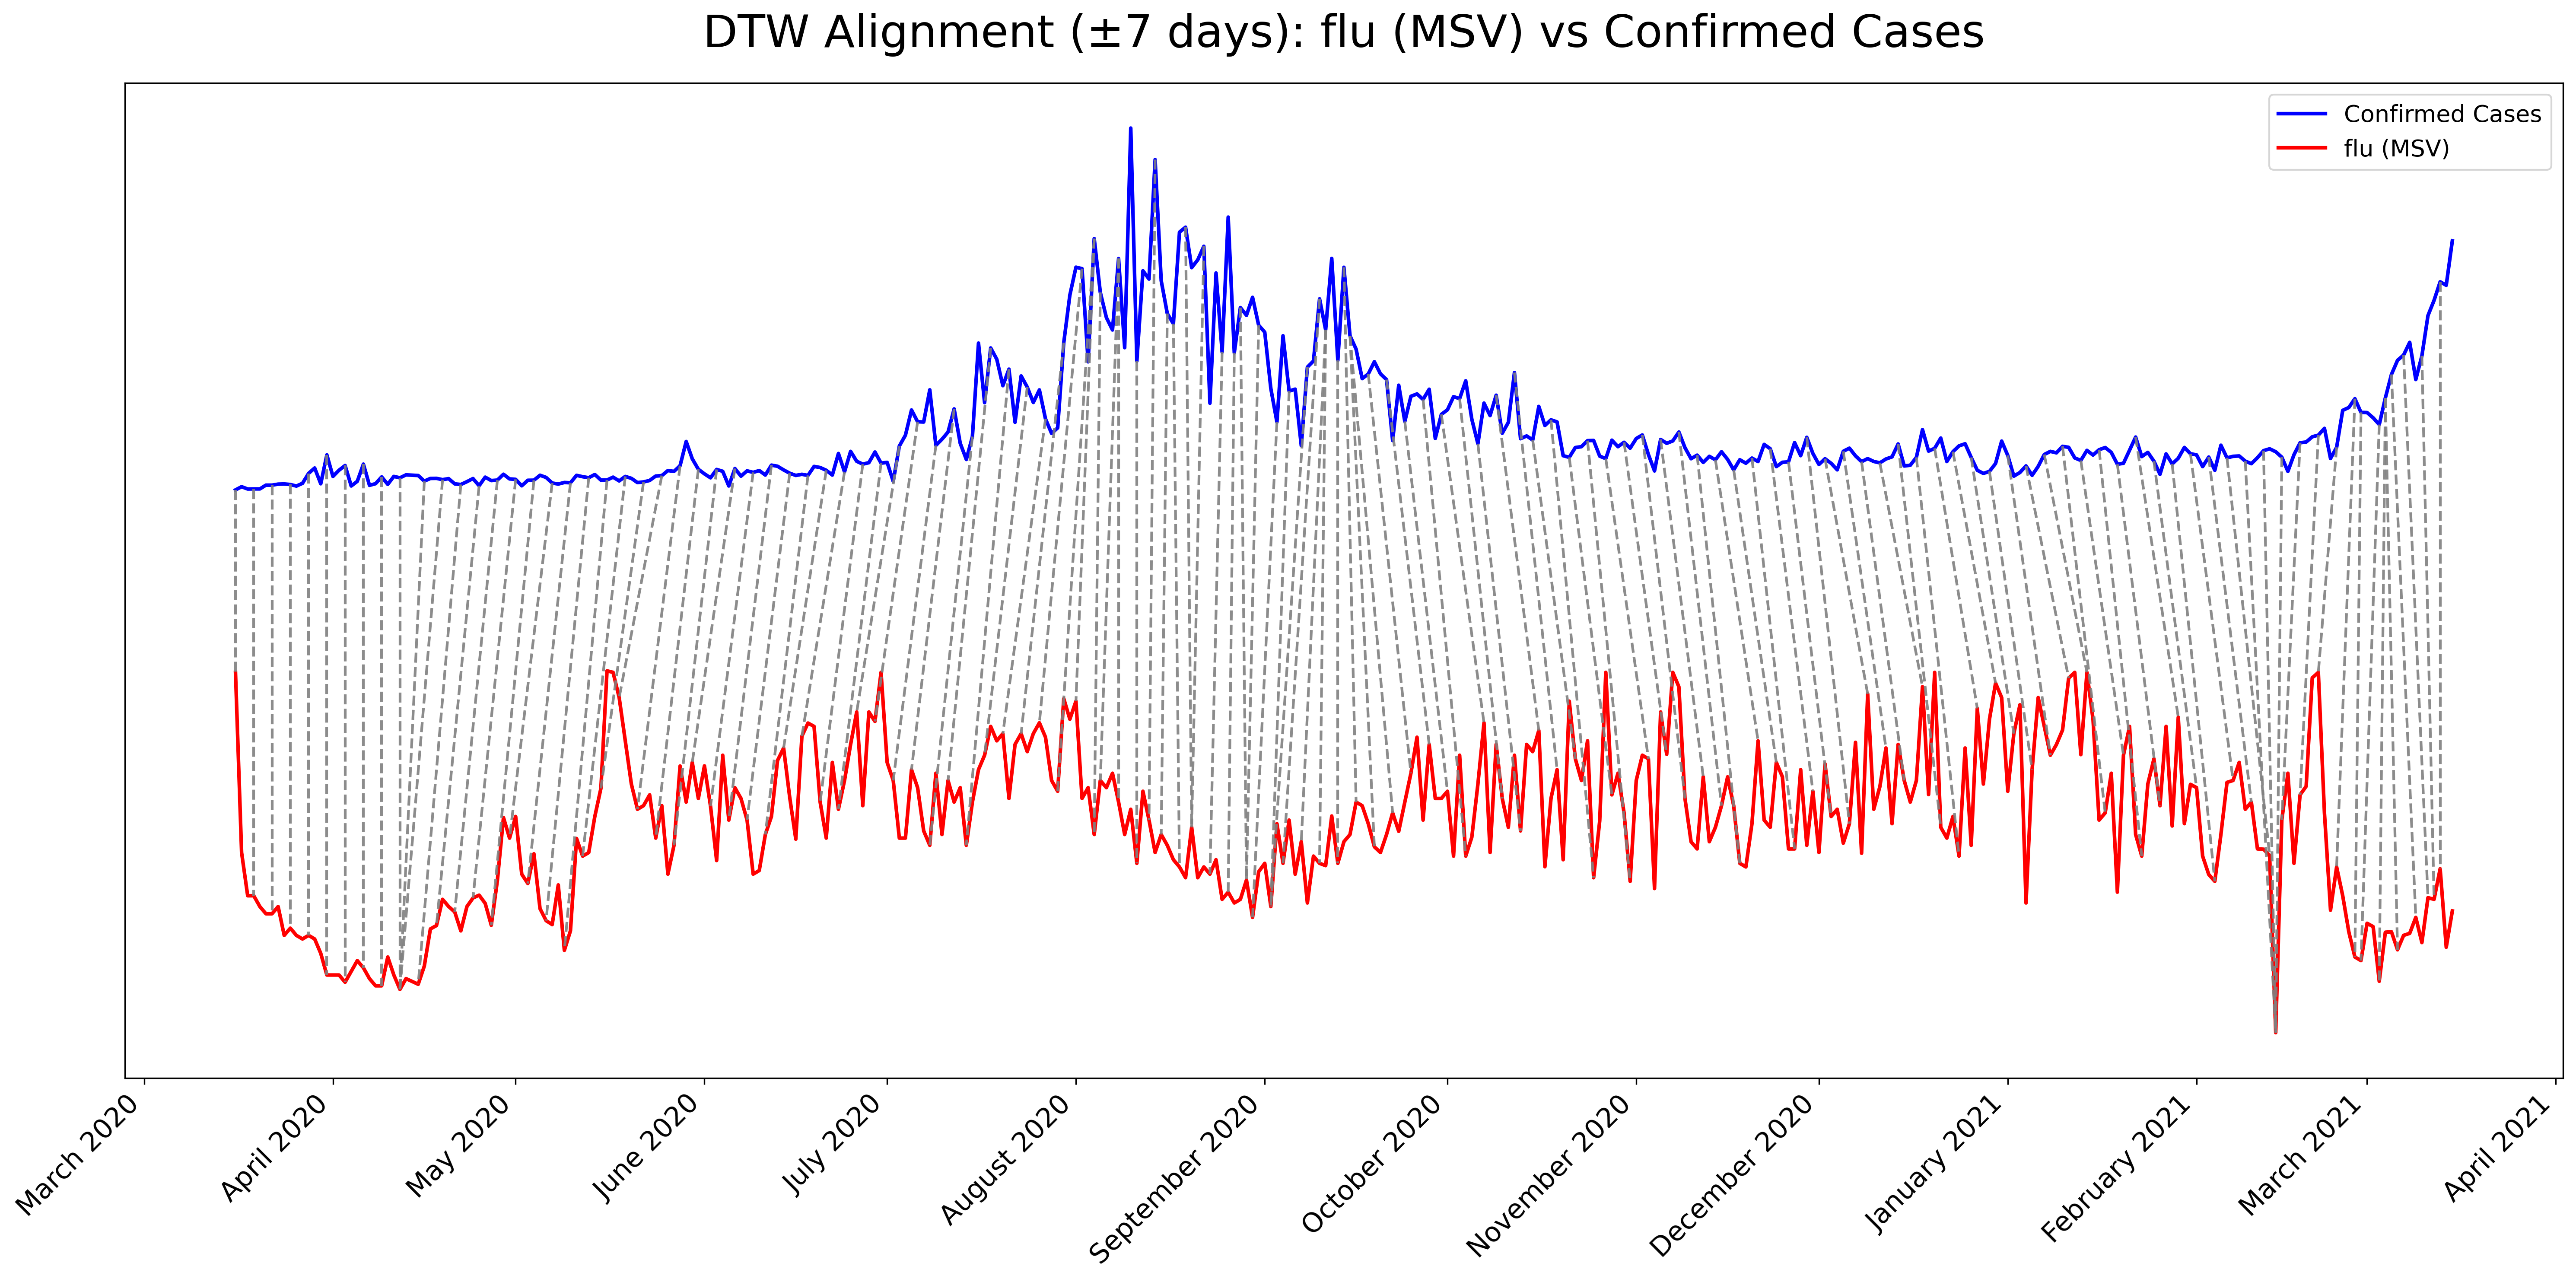 DTW Alignment (±7 days): flu (MSV) vs Confirmed Cases
Confirmed Cases
flu (MSV)
March 2020
April 2020
May 2020
June 2020
July 2020
August 2020
September 2020
October 2020
November 2020
December 2020
January 2021
February 2021
March 2021
April 2021